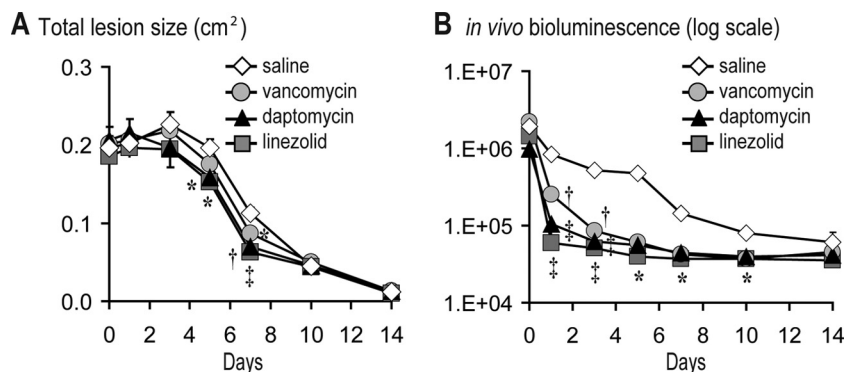 A Total lesion size (cm²)
saline
vancomycin
daptomycin
linezolid
0.3
0.2
0.1
0.0
* * * † ‡
0 2 4 6 8 10 12 14
Days
B in vivo bioluminescence (log scale)
saline
vancomycin
daptomycin
linezolid
1.E+07
1.E+06
1.E+05
1.E+04
† †
‡ ‡
‡ ‡ * * *
0 2 4 6 8 10 12 14
Days